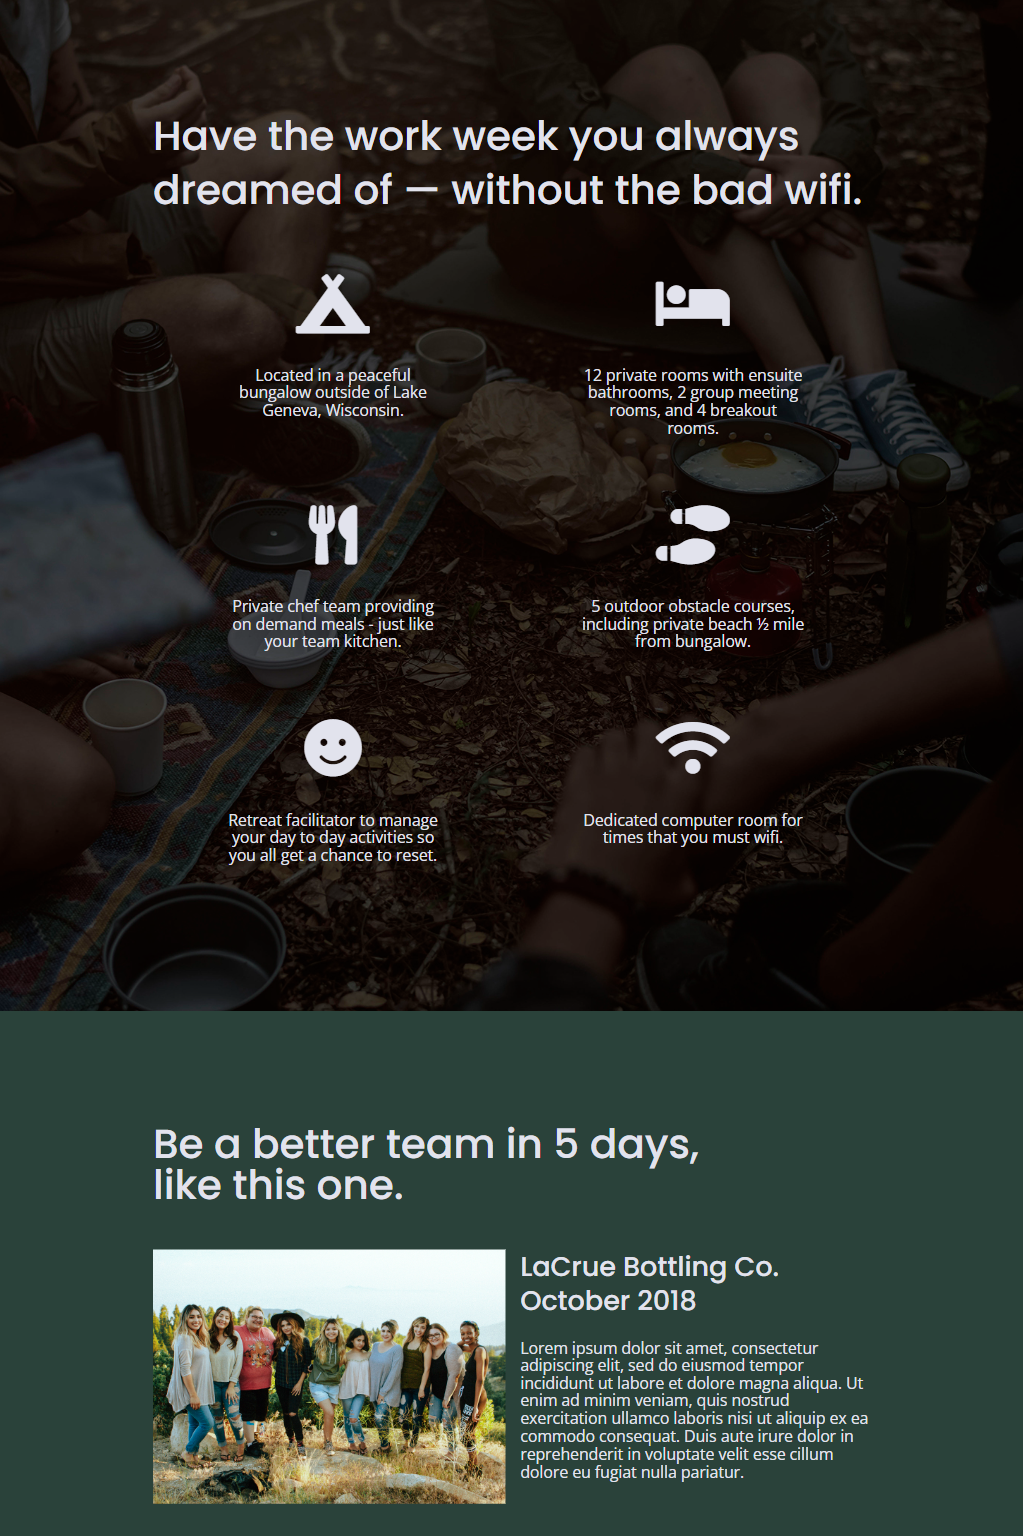 Have the work week you always
dreamed of — without the bad wifi.
Located in a peaceful
bungalow outside of Lake
Geneva, Wisconsin.
12 private rooms with ensuite
bathrooms, 2 group meeting
rooms, and 4 breakout
rooms.
Private chef team providing
on demand meals - just like
your team kitchen.
5 outdoor obstacle courses,
including private beach ½ mile
from bungalow.
Retreat facilitator to manage
your day to day activities so
you all get a chance to reset.
Dedicated computer room for
times that you must wifi.
Be a better team in 5 days,
like this one.
LaCrue Bottling Co.
October 2018
Lorem ipsum dolor sit amet, consectetur
adipiscing elit, sed do eiusmod tempor
incididunt ut labore et dolore magna aliqua. Ut
enim ad minim veniam, quis nostrud
exercitation ullamco laboris nisi ut aliquip ex ea
commodo consequat. Duis aute irure dolor in
reprehenderit in voluptate velit esse cillum
dolore eu fugiat nulla pariatur.